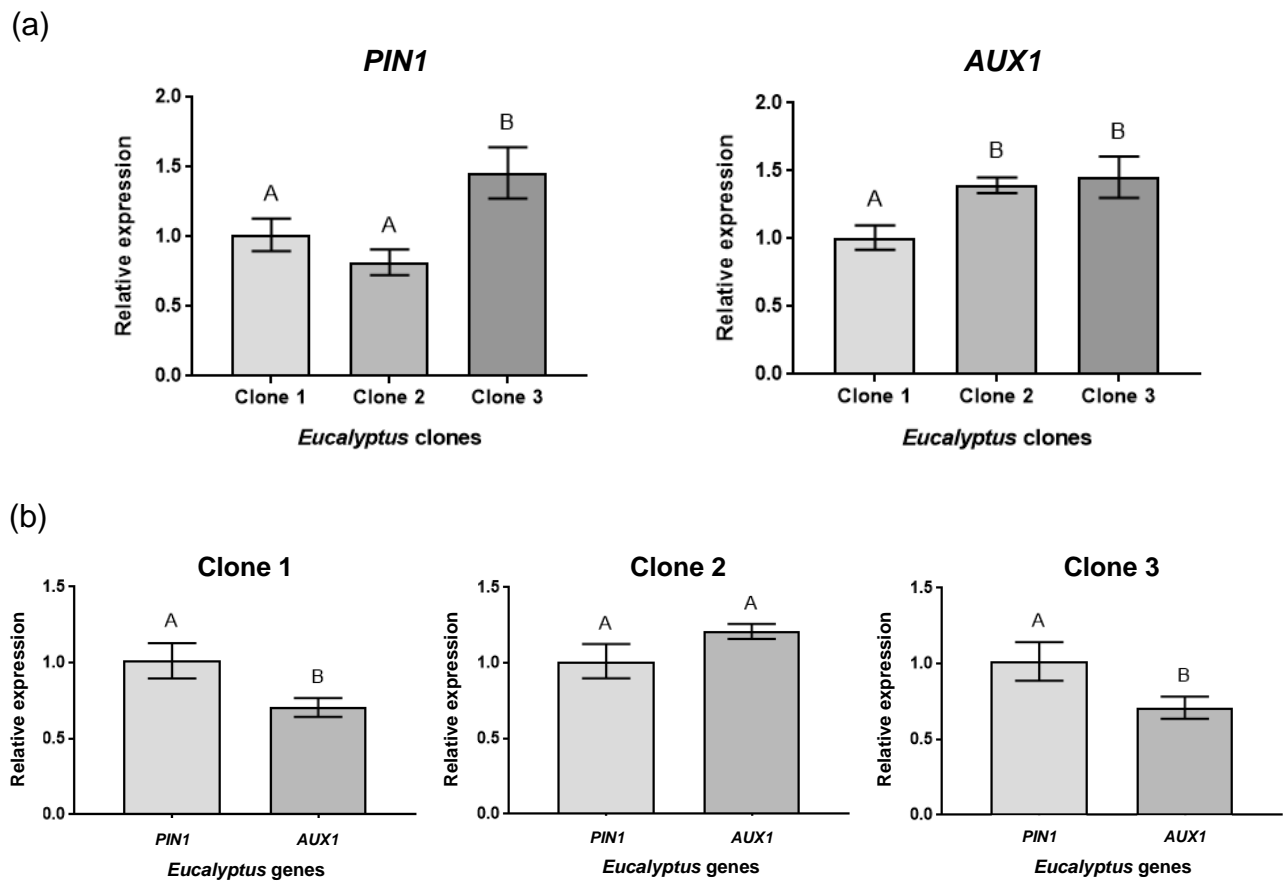 (a)
PIN1
2.0
1.5
1.0
0.5
0.0
Relative expression
A
A
B
Clone 1 Clone 2 Clone 3
Eucalyptus clones
AUX1
2.0
1.5
1.0
0.5
0.0
Relative expression
A
B
B
Clone 1 Clone 2 Clone 3
Eucalyptus clones
(b)
Clone 1
1.5
1.0
0.5
0.0
Relative expression
A
B
PIN1 AUX1
Eucalyptus genes
Clone 2
1.5
1.0
0.5
0.0
Relative expression
A
A
PIN1 AUX1
Eucalyptus genes
Clone 3
1.5
1.0
0.5
0.0
Relative expression
A
B
PIN1 AUX1
Eucalyptus genes